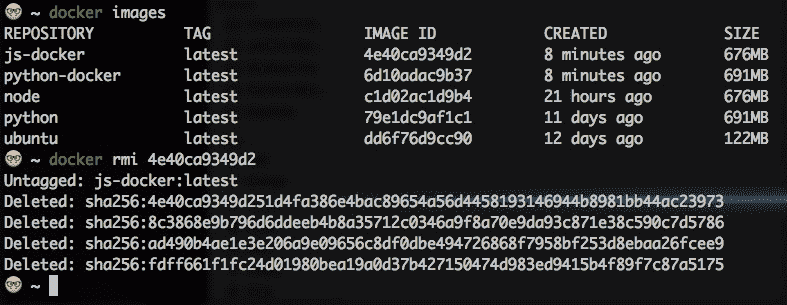 ~ docker images
REPOSITORY TAG IMAGE ID CREATED SIZE
js-docker latest 4e40ca9349d2 8 minutes ago 676MB
python-docker latest 6d10adac9b37 8 minutes ago 691MB
node latest c1d02ac1d9b4 21 hours ago 676MB
python latest 79e1dc9af1c1 11 days ago 691MB
ubuntu latest dd6f76d9cc90 12 days ago 122MB
~ docker rmi 4e40ca9349d2
Untagged: js-docker:latest
Deleted: sha256:4e40ca9349d251d4fa386e4bac89654a56d4458193146944b8981bb44ac23973
Deleted: sha256:8c3868e9b796d6ddeeb4b8a35712c0346a9f8a70e9da93c871e38c590c7d5786
Deleted: sha256:ad490b4ae1e3e206a9e09656c8df0dbe494726868f7958bf253d8ebaa26fcee9
Deleted: sha256:fdff661f1fc24d01980bea19a0d37b427150474d983ed9415b4f89f7c87a5175
~